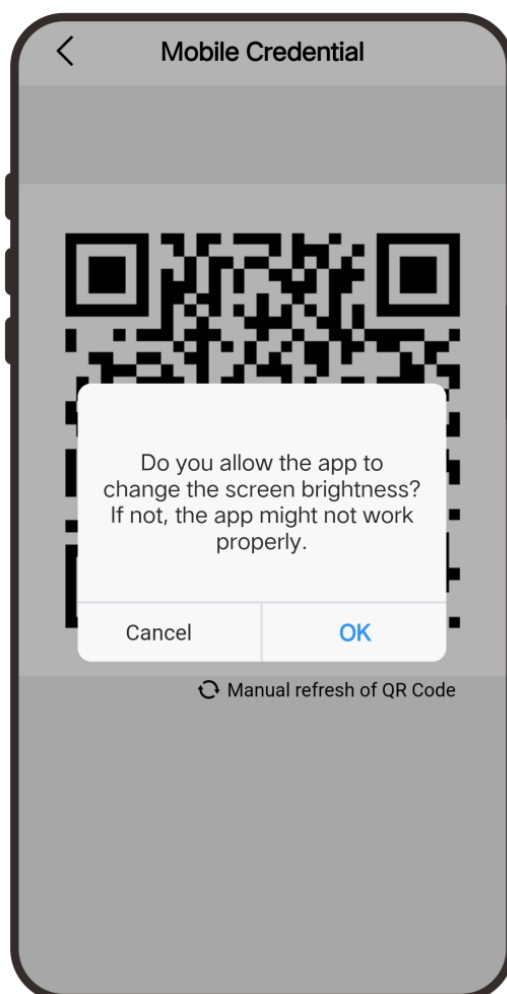 Mobile Credential
Do you allow the app to
change the screen brightness?
If not, the app might not work
properly.
Cancel
OK
Manual refresh of QR Code